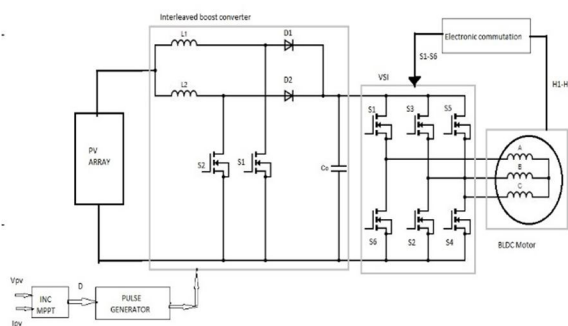 Interleaved boost converter
L1
D1
L2
D2
Electronic commutation
S1-S6
VSI
H1-H
S1
S3
S5
PV
ARRAY
S2
S1
Co
A
B
C
S6
S2
S4
BLDC Motor
Vpv
Ipv
INC
MPPT
D
PULSE
GENERATOR